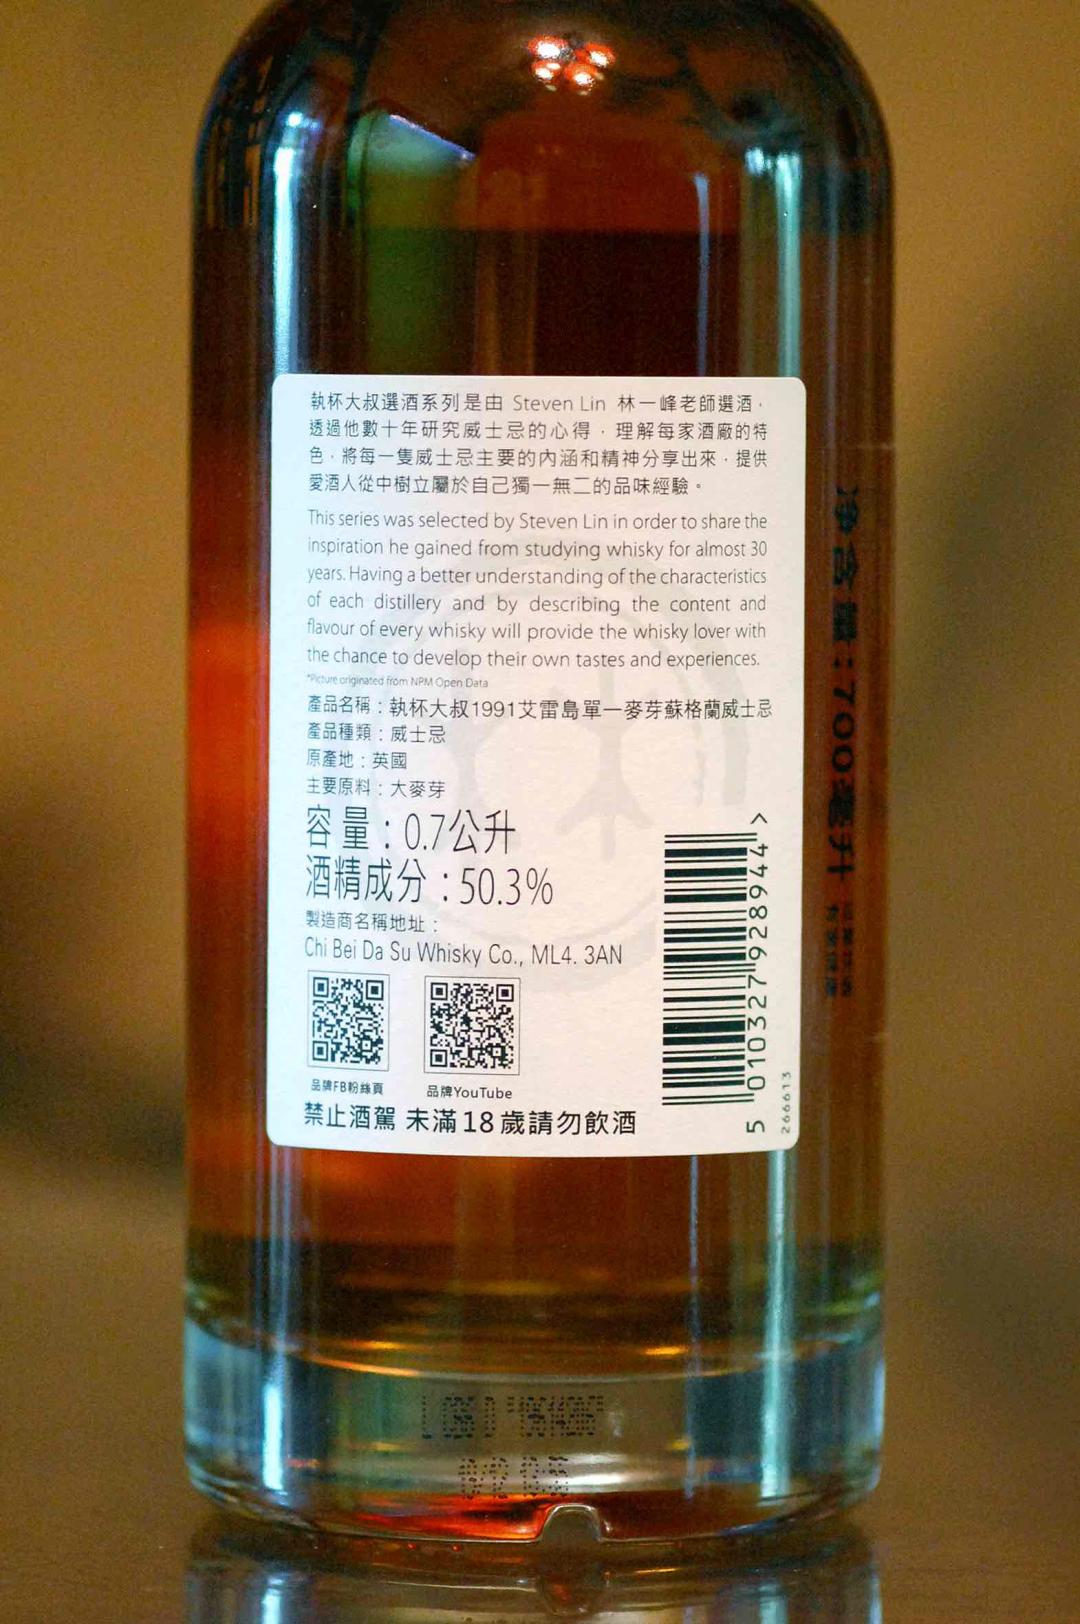 執杯大叔選酒系列是由 Steven Lin 林一峰老師選酒，
透過他數十年研究威士忌的心得，理解每家酒廠的特
色，將每一隻威士忌主要的內涵和精神分享出來，提供
愛酒人從中樹立屬於自己獨一無二的品味經驗。
This series was selected by Steven Lin in order to share the
inspiration he gained from studying whisky for almost 30
years. Having a better understanding of the characteristics
of each distillery and by describing the content and
flavour of every whisky will provide the whisky lover with
the chance to develop their own tastes and experiences.
*Picture originated from NPM Open Data
產品名稱：執杯大叔1991艾雷島單一麥芽蘇格蘭威士忌
產品種類：威士忌
原產地：英國
主要原料：大麥芽
容量：0.7公升
酒精成分：50.3%
製造商名稱地址：
Chi Bei Da Su Whisky Co., ML4. 3AN
品牌FB粉絲頁
品牌YouTube
禁止酒駕 未滿18歲請勿飲酒
5 010327 928944 >
266613
净含量:700毫升